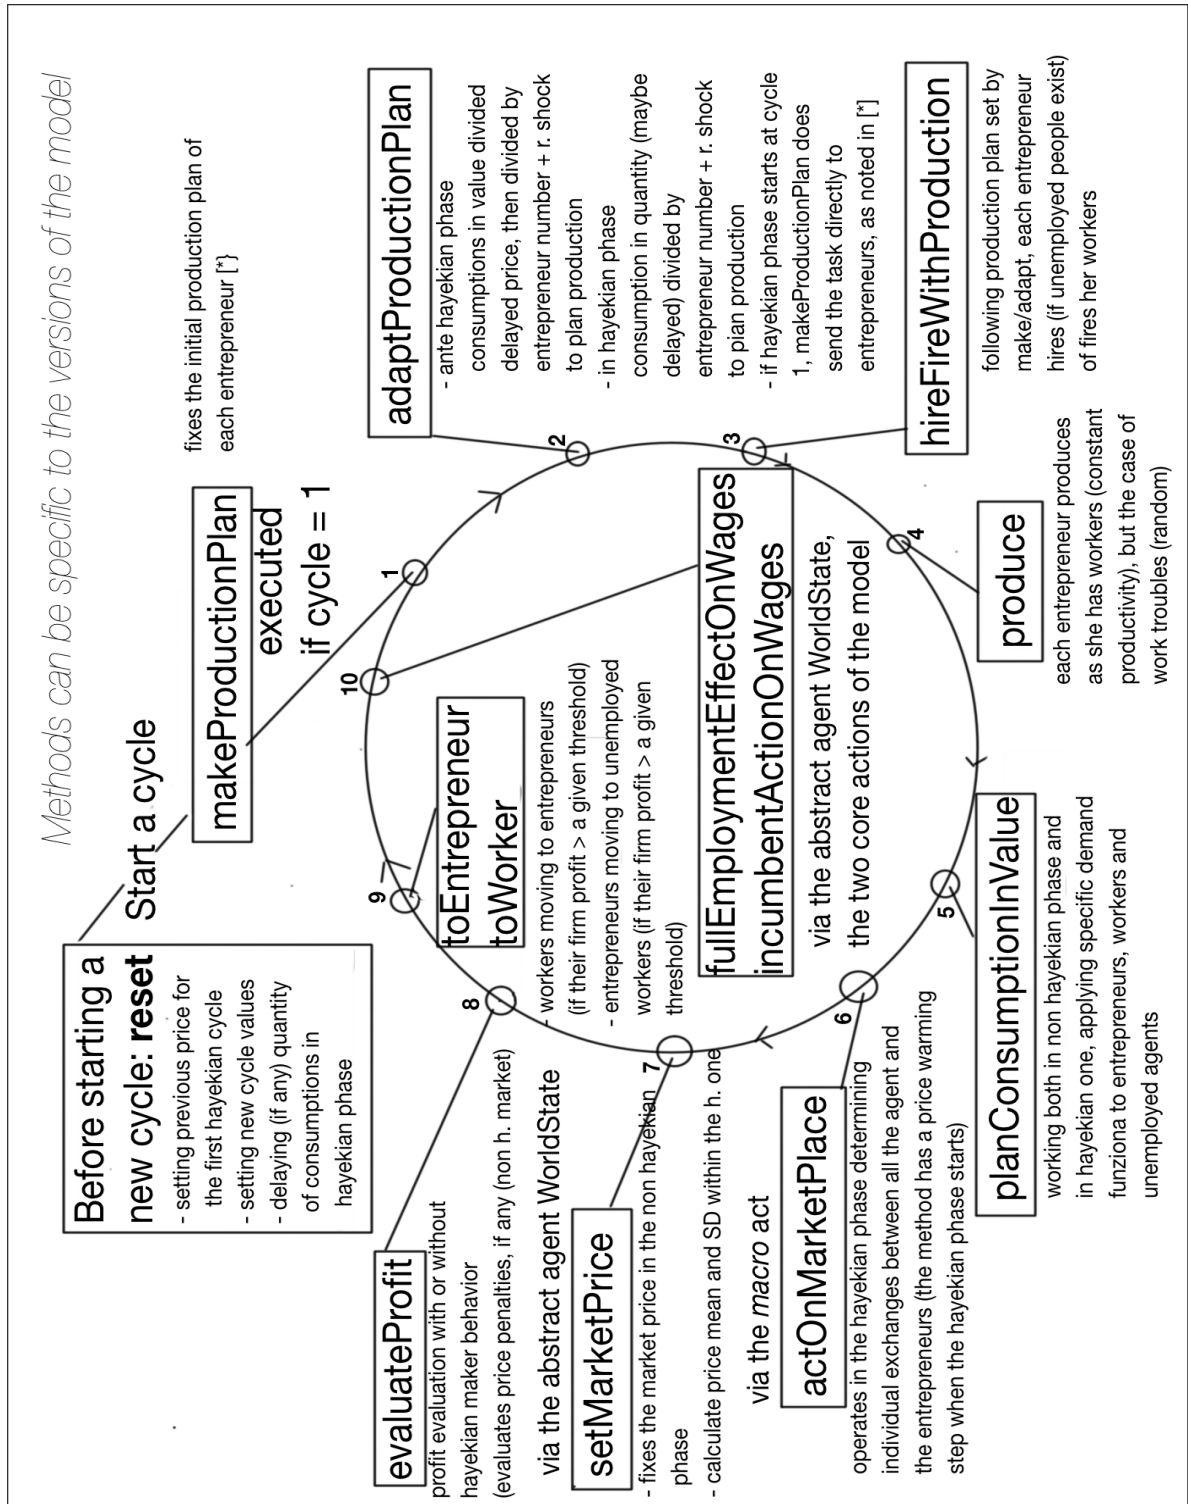 Methods can be specific to the versions of the model
Before starting a
new cycle: reset
- setting previous price for
the first hayekian cycle
- setting new cycle values
- delaying (if any) quantity
of consumptions in
hayekian phase
Start a cycle
makeProductionPlan
executed
if cycle = 1
fixes the initial production plan of
each entrepreneur [*}
1
adaptProductionPlan
- ante hayekian phase
consumptions in value divided
delayed price, then divided by
entrepreneur number + r. shock
to plan production
- in hayekian phase
consumption in quantity (maybe
delayed) divided by
entrepreneur number + r. shock
to pian production
- if hayekian phase starts at cycle
1, makeProductionPlan does
send the task directly to
entrepreneurs, as noted in [*]
2
hireFireWithProduction
following production plan set by
make/adapt, each entrepreneur
hires (if unemployed people exist)
of fires her workers
3
produce
each entrepreneur produces
as she has workers (constant
productivity), but the case of
work troubles (random)
4
planConsumptionInValue
working both in non hayekian phase and
in hayekian one, applying specific demand
funziona to entrepreneurs, workers and
unemployed agents
5
via the macro act
actOnMarketPlace
operates in the hayekian phase determining
individual exchanges between all the agent and
the entrepreneurs (the method has a price warming
step when the hayekian phase starts)
6
via the abstract agent WorldState
setMarketPrice
- fixes the market price in the non hayekian
phase
- calculate price mean and SD within the h. one
7
evaluateProfit
profit evaluation with or without
hayekian maker behavior
(evaluates price penalties, if any (non h. market)
8
toEntrepreneur
toWorker
- workers moving to entrepreneurs
(if their firm profit > a given threshold)
- entrepreneurs moving to unemployed
workers (if their firm profit > a given
threshold)
9
fullEmploymentEffectOnWages
incumbentActionOnWages
via the abstract agent WorldState,
the two core actions of the model
10